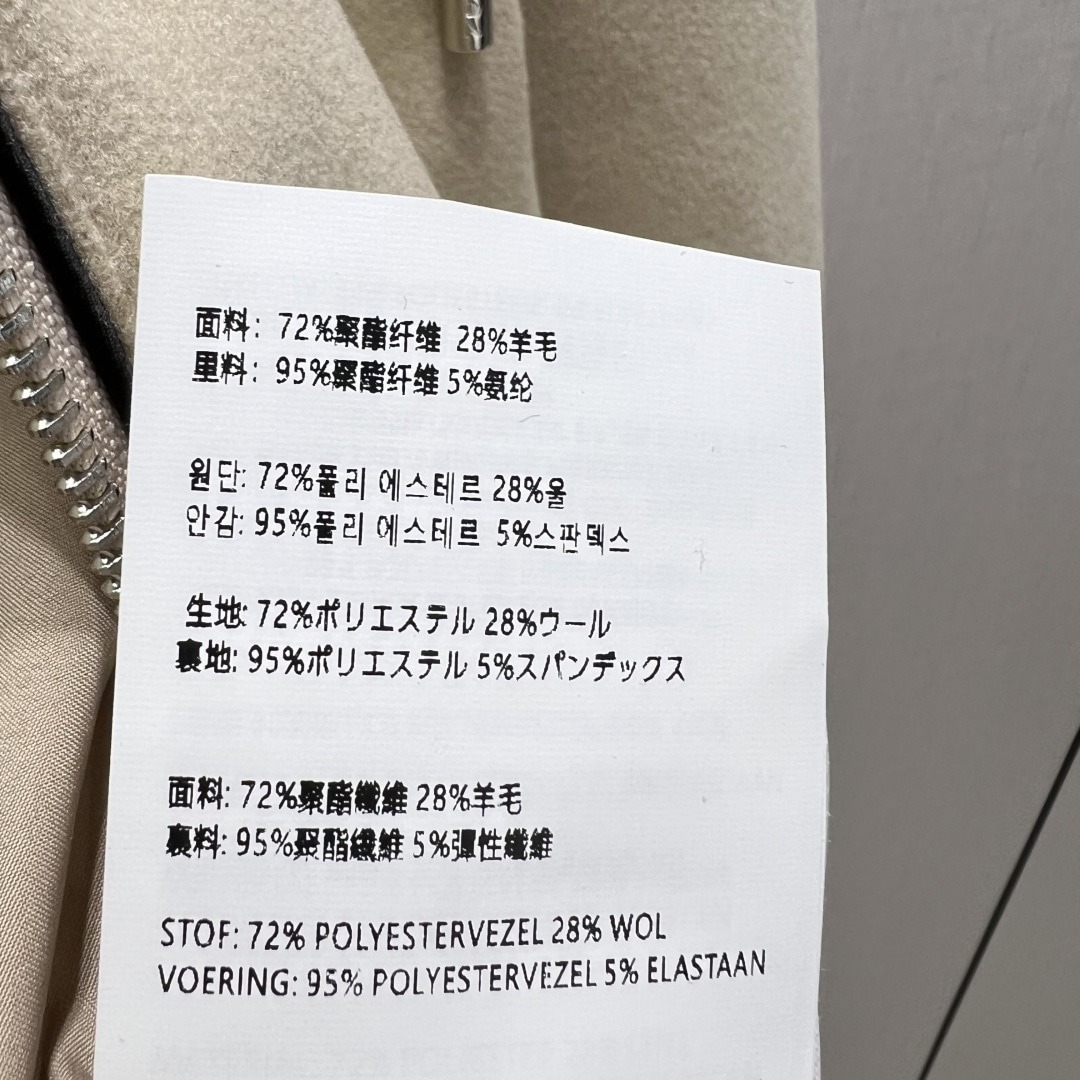 面料: 72%聚酯纤维 28%羊毛
里料: 95%聚酯纤维 5%氨纶
원단: 72%폴리 에스테르 28%울
안감: 95%폴리 에스테르 5%스판덱스
生地: 72%ポリエステル 28%ウール
裏地: 95%ポリエステル 5%スパンデックス
面料: 72%聚酯纖維 28%羊毛
裏料: 95%聚酯纖維 5%彈性纖維
STOF: 72% POLYESTERVEZEL 28% WOL
VOERING: 95% POLYESTERVEZEL 5% ELASTAAN